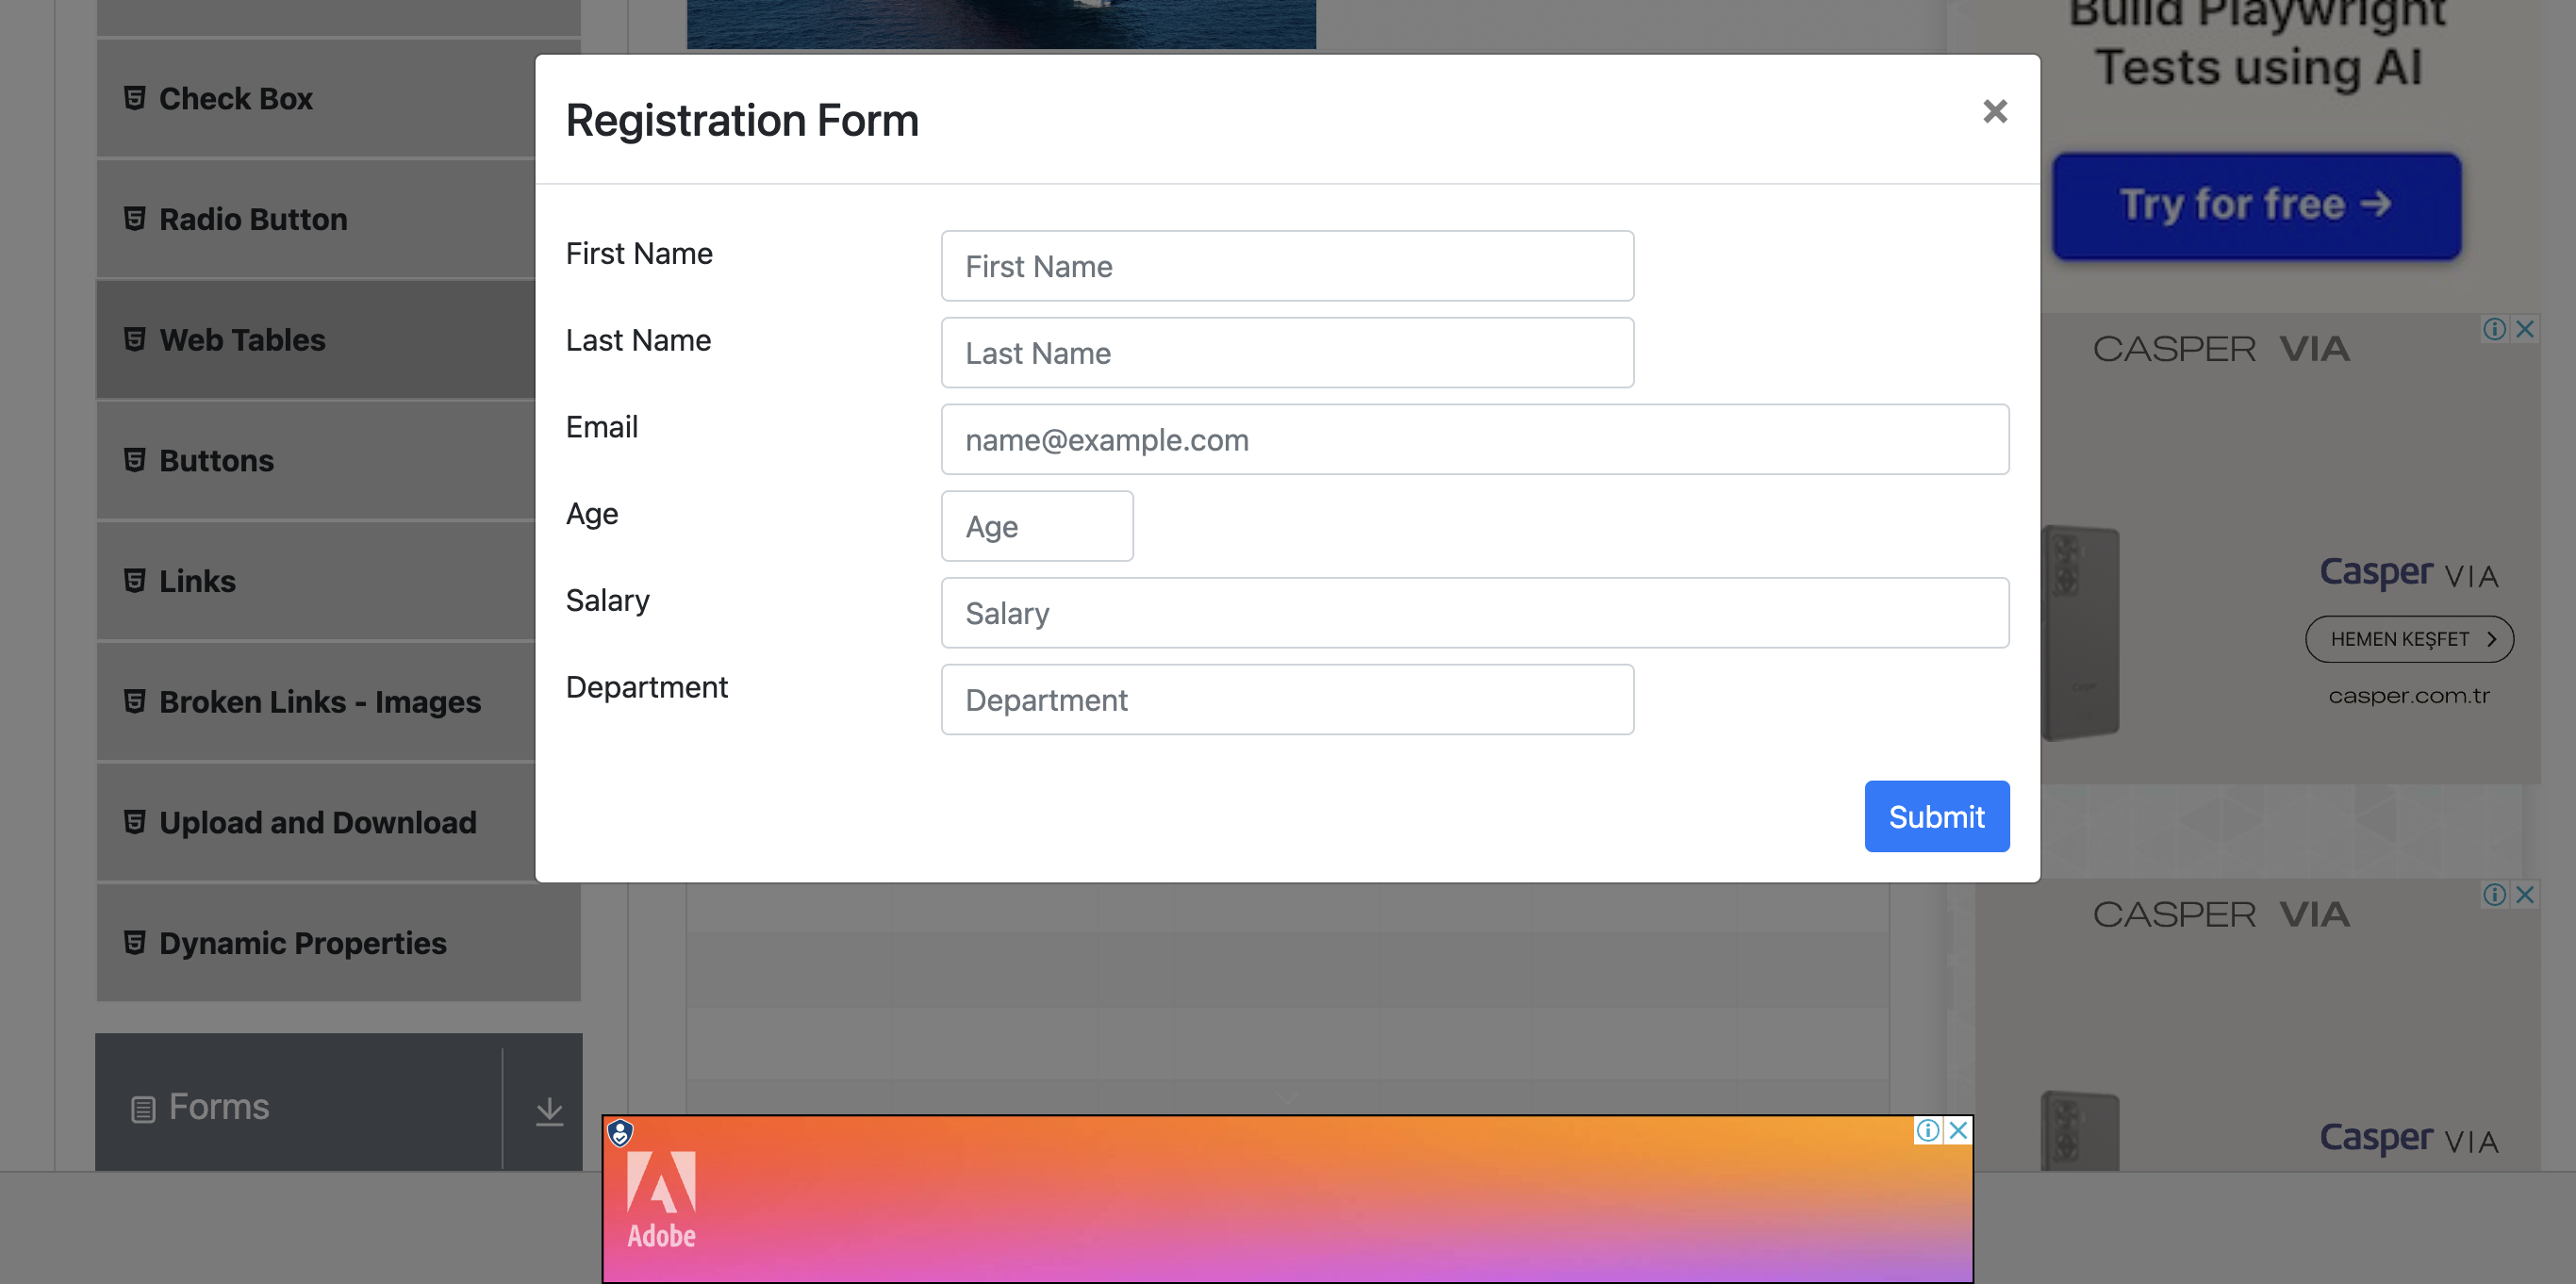 Check Box
Radio Button
Web Tables
Buttons
Links
Broken Links - Images
Upload and Download
Dynamic Properties
Forms
Registration Form
×
First Name
First Name
Last Name
Last Name
Email
name@example.com
Age
Age
Salary
Salary
Department
Department
Submit
Build Playwright
Tests using AI
Try for free →
CASPER VIA
Casper VIA
HEMEN KEŞFET >
casper.com.tr
CASPER VIA
Casper VIA
Adobe